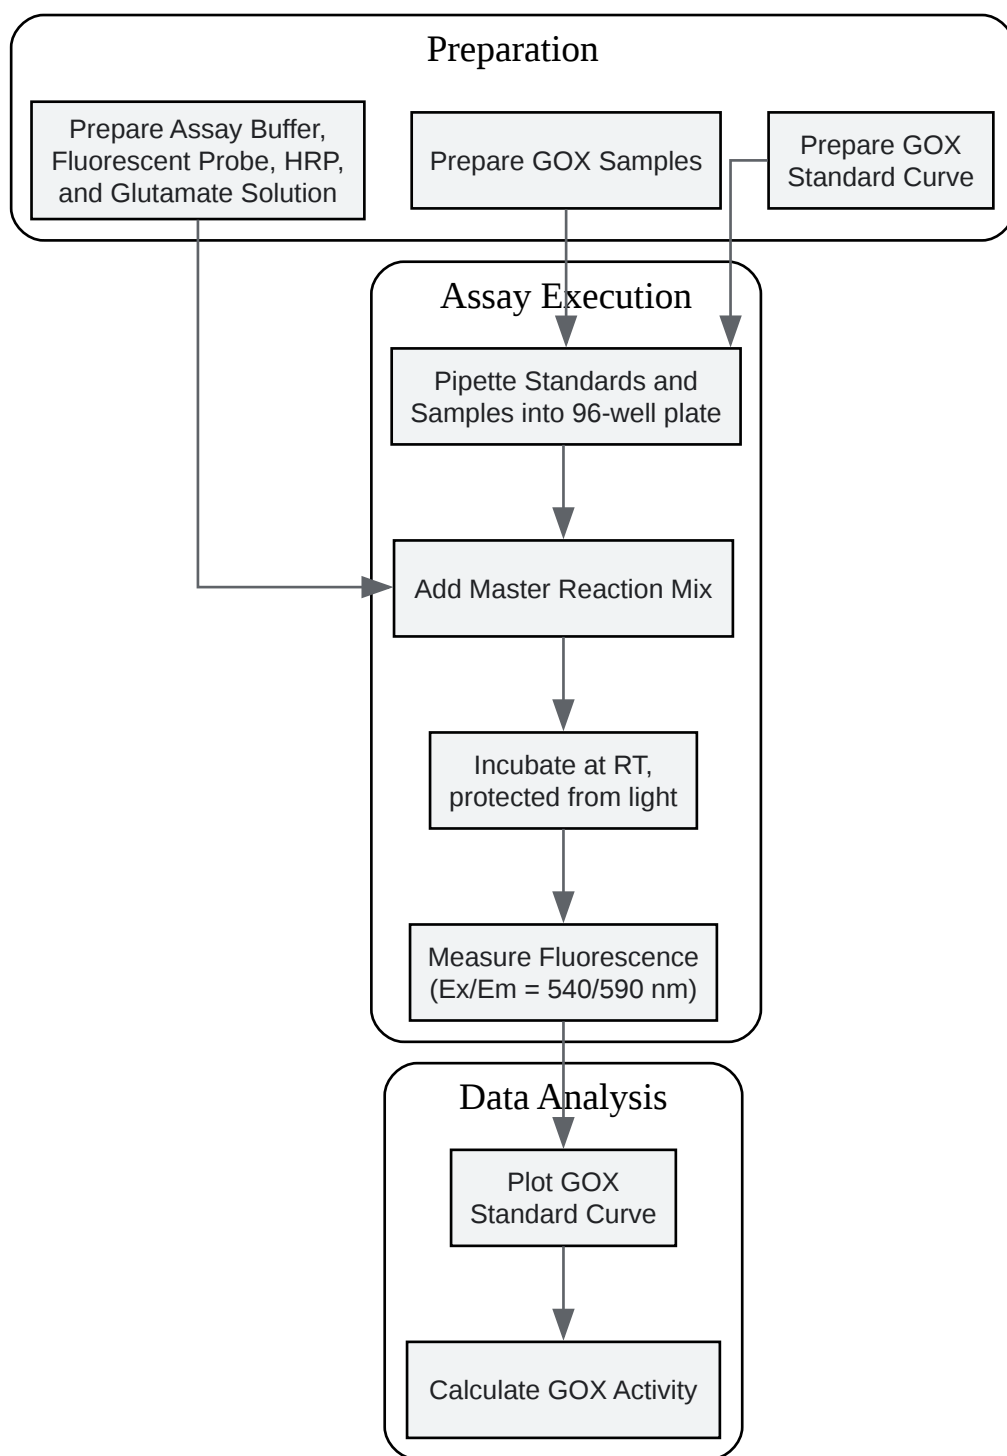 Preparation
Prepare Assay Buffer,
Fluorescent Probe, HRP,
and Glutamate Solution
Prepare GOX Samples
Prepare GOX
Standard Curve
Assay Execution
Pipette Standards and
Samples into 96-well plate
Add Master Reaction Mix
Incubate at RT,
protected from light
Measure Fluorescence
(Ex/Em = 540/590 nm)
Data Analysis
Plot GOX
Standard Curve
Calculate GOX Activity